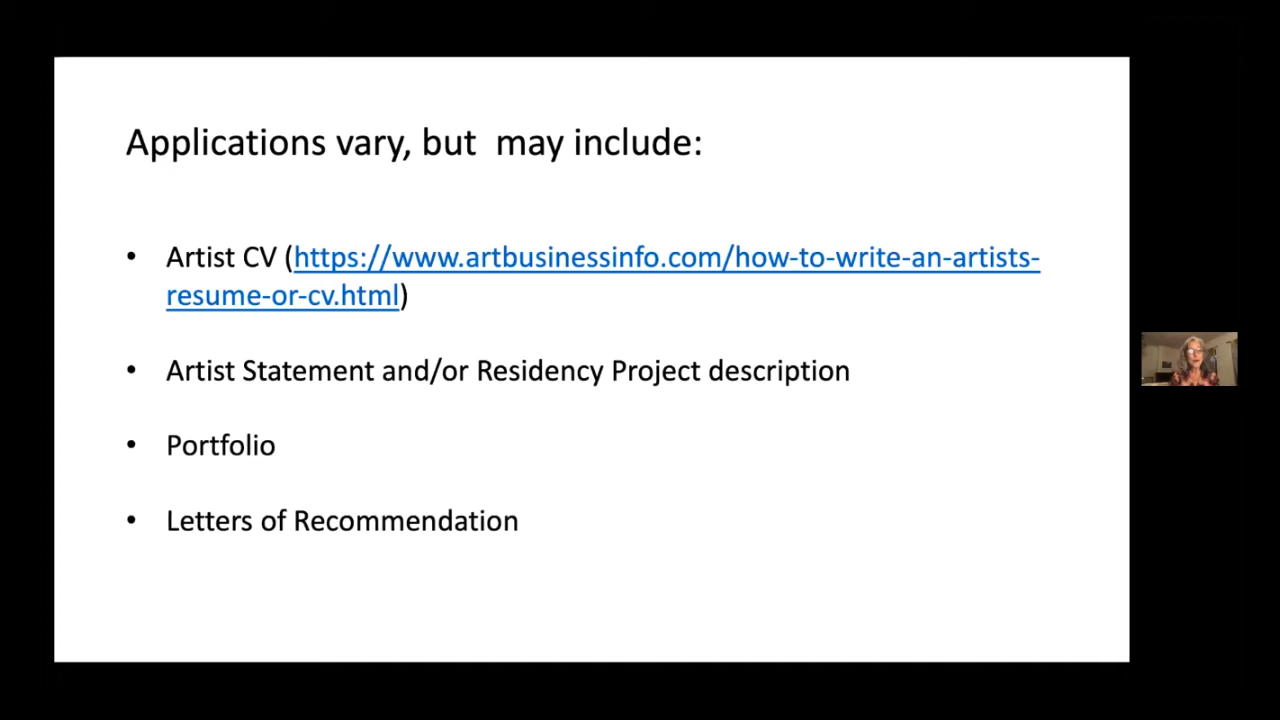 Applications vary, but  may include:
• Artist CV (https://www.artbusinessinfo.com/how-to-write-an-artists-
resume-or-cv.html)
• Artist Statement and/or Residency Project description
• Portfolio
• Letters of Recommendation